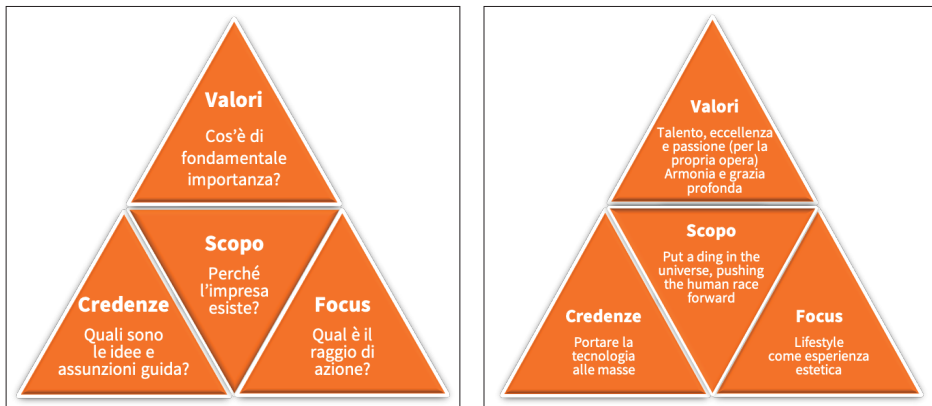 Valori
Cos'è di
fondamentale
importanza?
Scopo
Perché
l'impresa
esiste?
Credenze
Quali sono
le idee e
assunzioni guida?
Focus
Qual è il
raggio di
azione?
Valori
Talento, eccellenza
e passione (per la
propria opera)
Armonia e grazia
profonda
Scopo
Put a ding in the
universe, pushing
the human race
forward
Credenze
Portare la
tecnologia
alle masse
Focus
Lifestyle
come esperienza
estetica